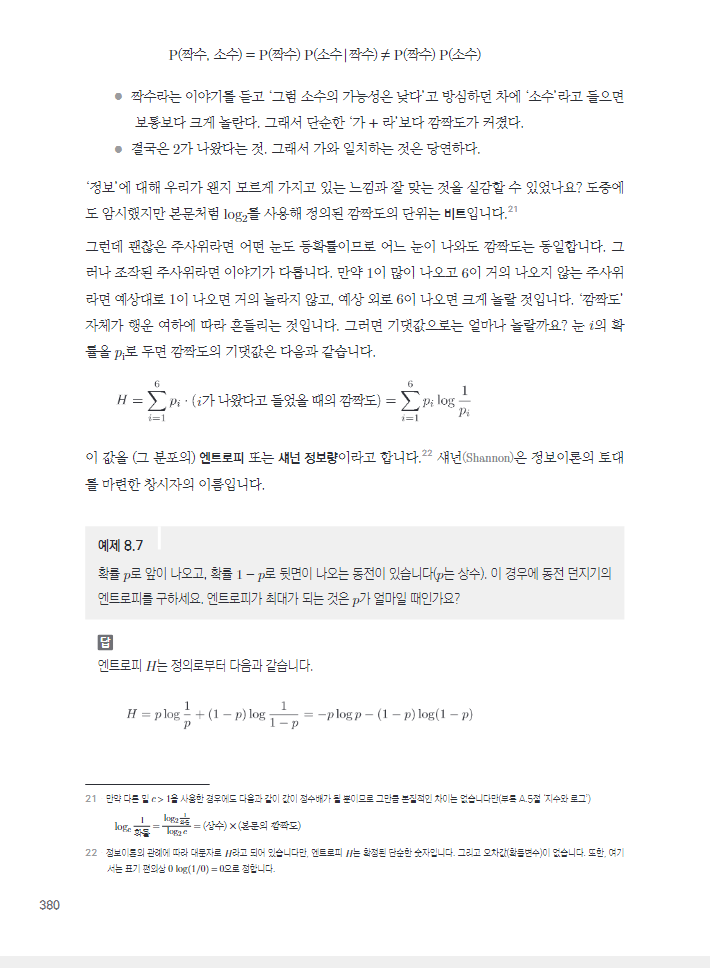 P(짝수, 소수) = P(짝수) P(소수|짝수) ≠ P(짝수) P(소수)
● 짝수라는 이야기를 듣고 ‘그럼 소수의 가능성은 낮다’고 방심하던 차에 ‘소수’라고 들으면
보통보다 크게 놀란다. 그래서 단순한 ‘가 + 라’보다 깜짝도가 커졌다.
● 결국은 2가 나왔다는 것. 그래서 가와 일치하는 것은 당연하다.
‘정보’에 대해 우리가 왠지 모르게 가지고 있는 느낌과 잘 맞는 것을 실감할 수 있었나요? 도중에
도 암시했지만 본문처럼 log₂를 사용해 정의된 깜짝도의 단위는 비트입니다.21
그런데 괜찮은 주사위라면 어떤 눈도 등확률이므로 어느 눈이 나와도 깜짝도는 동일합니다. 그
러나 조작된 주사위라면 이야기가 다릅니다. 만약 1이 많이 나오고 6이 거의 나오지 않는 주사위
라면 예상대로 1이 나오면 거의 놀라지 않고, 예상 외로 6이 나오면 크게 놀랄 것입니다. ‘깜짝도’
자체가 행운 여하에 따라 흔들리는 것입니다. 그러면 기댓값으로는 얼마나 놀랄까요? 눈 i의 확
률을 pᵢ로 두면 깜짝도의 기댓값은 다음과 같습니다.
H = ∑_{i=1}^{6} pᵢ · (i가 나왔다고 들었을 때의 깜짝도) = ∑_{i=1}^{6} pᵢ log 1/pᵢ
이 값을 (그 분포의) 엔트로피 또는 섀넌 정보량이라고 합니다.22 섀넌(Shannon)은 정보이론의 토대
를 마련한 창시자의 이름입니다.
예제 8.7
확률 p로 앞이 나오고, 확률 1 − p로 뒷면이 나오는 동전이 있습니다(p는 상수). 이 경우에 동전 던지기의
엔트로피를 구하세요. 엔트로피가 최대가 되는 것은 p가 얼마일 때인가요?
답
엔트로피 H는 정의로부터 다음과 같습니다.
H = p log 1/p + (1 − p) log 1/(1 − p) = −p log p − (1 − p) log(1 − p)
21 만약 다른 밑 c > 1을 사용한 경우에도 다음과 같이 값이 정수배가 될 뿐이므로 그만큼 본질적인 차이는 없습니다만(부록 A.5절 ‘지수와 로그’)
log_c 1/확률 = (log₂ 1/확률)/(log₂ c) = (상수) × (본문의 깜짝도)
22 정보이론의 관례에 따라 대문자로 H라고 되어 있습니다만, 엔트로피 H는 확정된 단순한 숫자입니다. 그리고 오차값(확률변수)이 없습니다. 또한, 여기
서는 표기 편의상 0 log(1/0) = 0으로 정합니다.
380